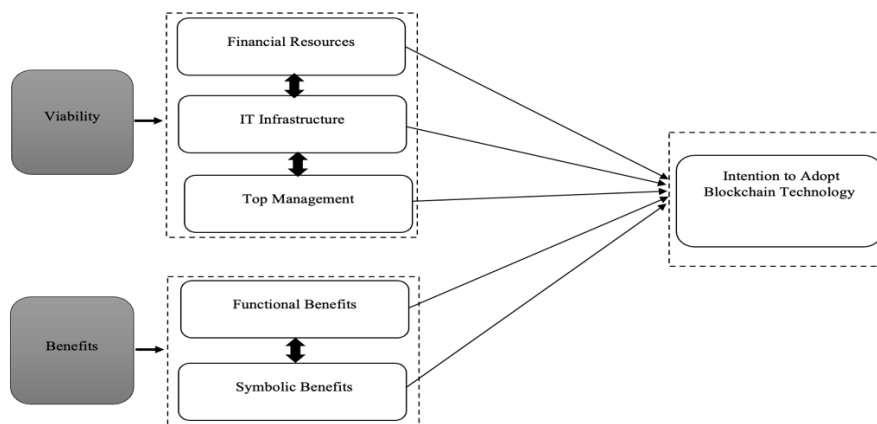 Viability
Financial Resources
IT Infrastructure
Top Management
Benefits
Functional Benefits
Symbolic Benefits
Intention to Adopt
Blockchain Technology